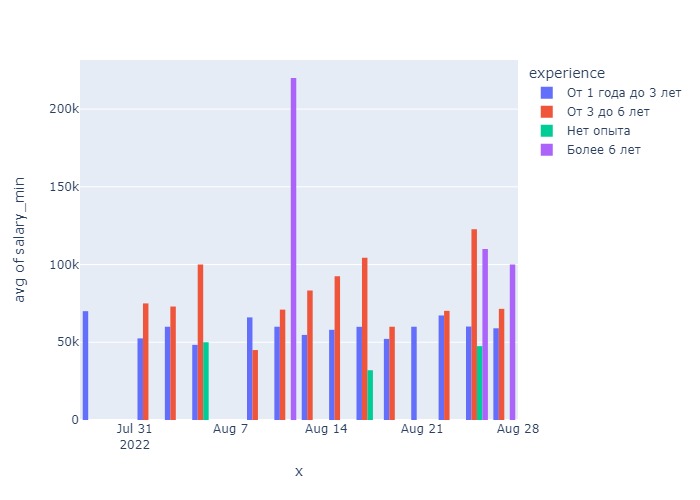 experience
От 1 года до 3 лет
От 3 до 6 лет
Нет опыта
Более 6 лет
200k
150k
100k
50k
0
avg of salary_min
Jul 31
2022
Aug 7
Aug 14
Aug 21
Aug 28
x